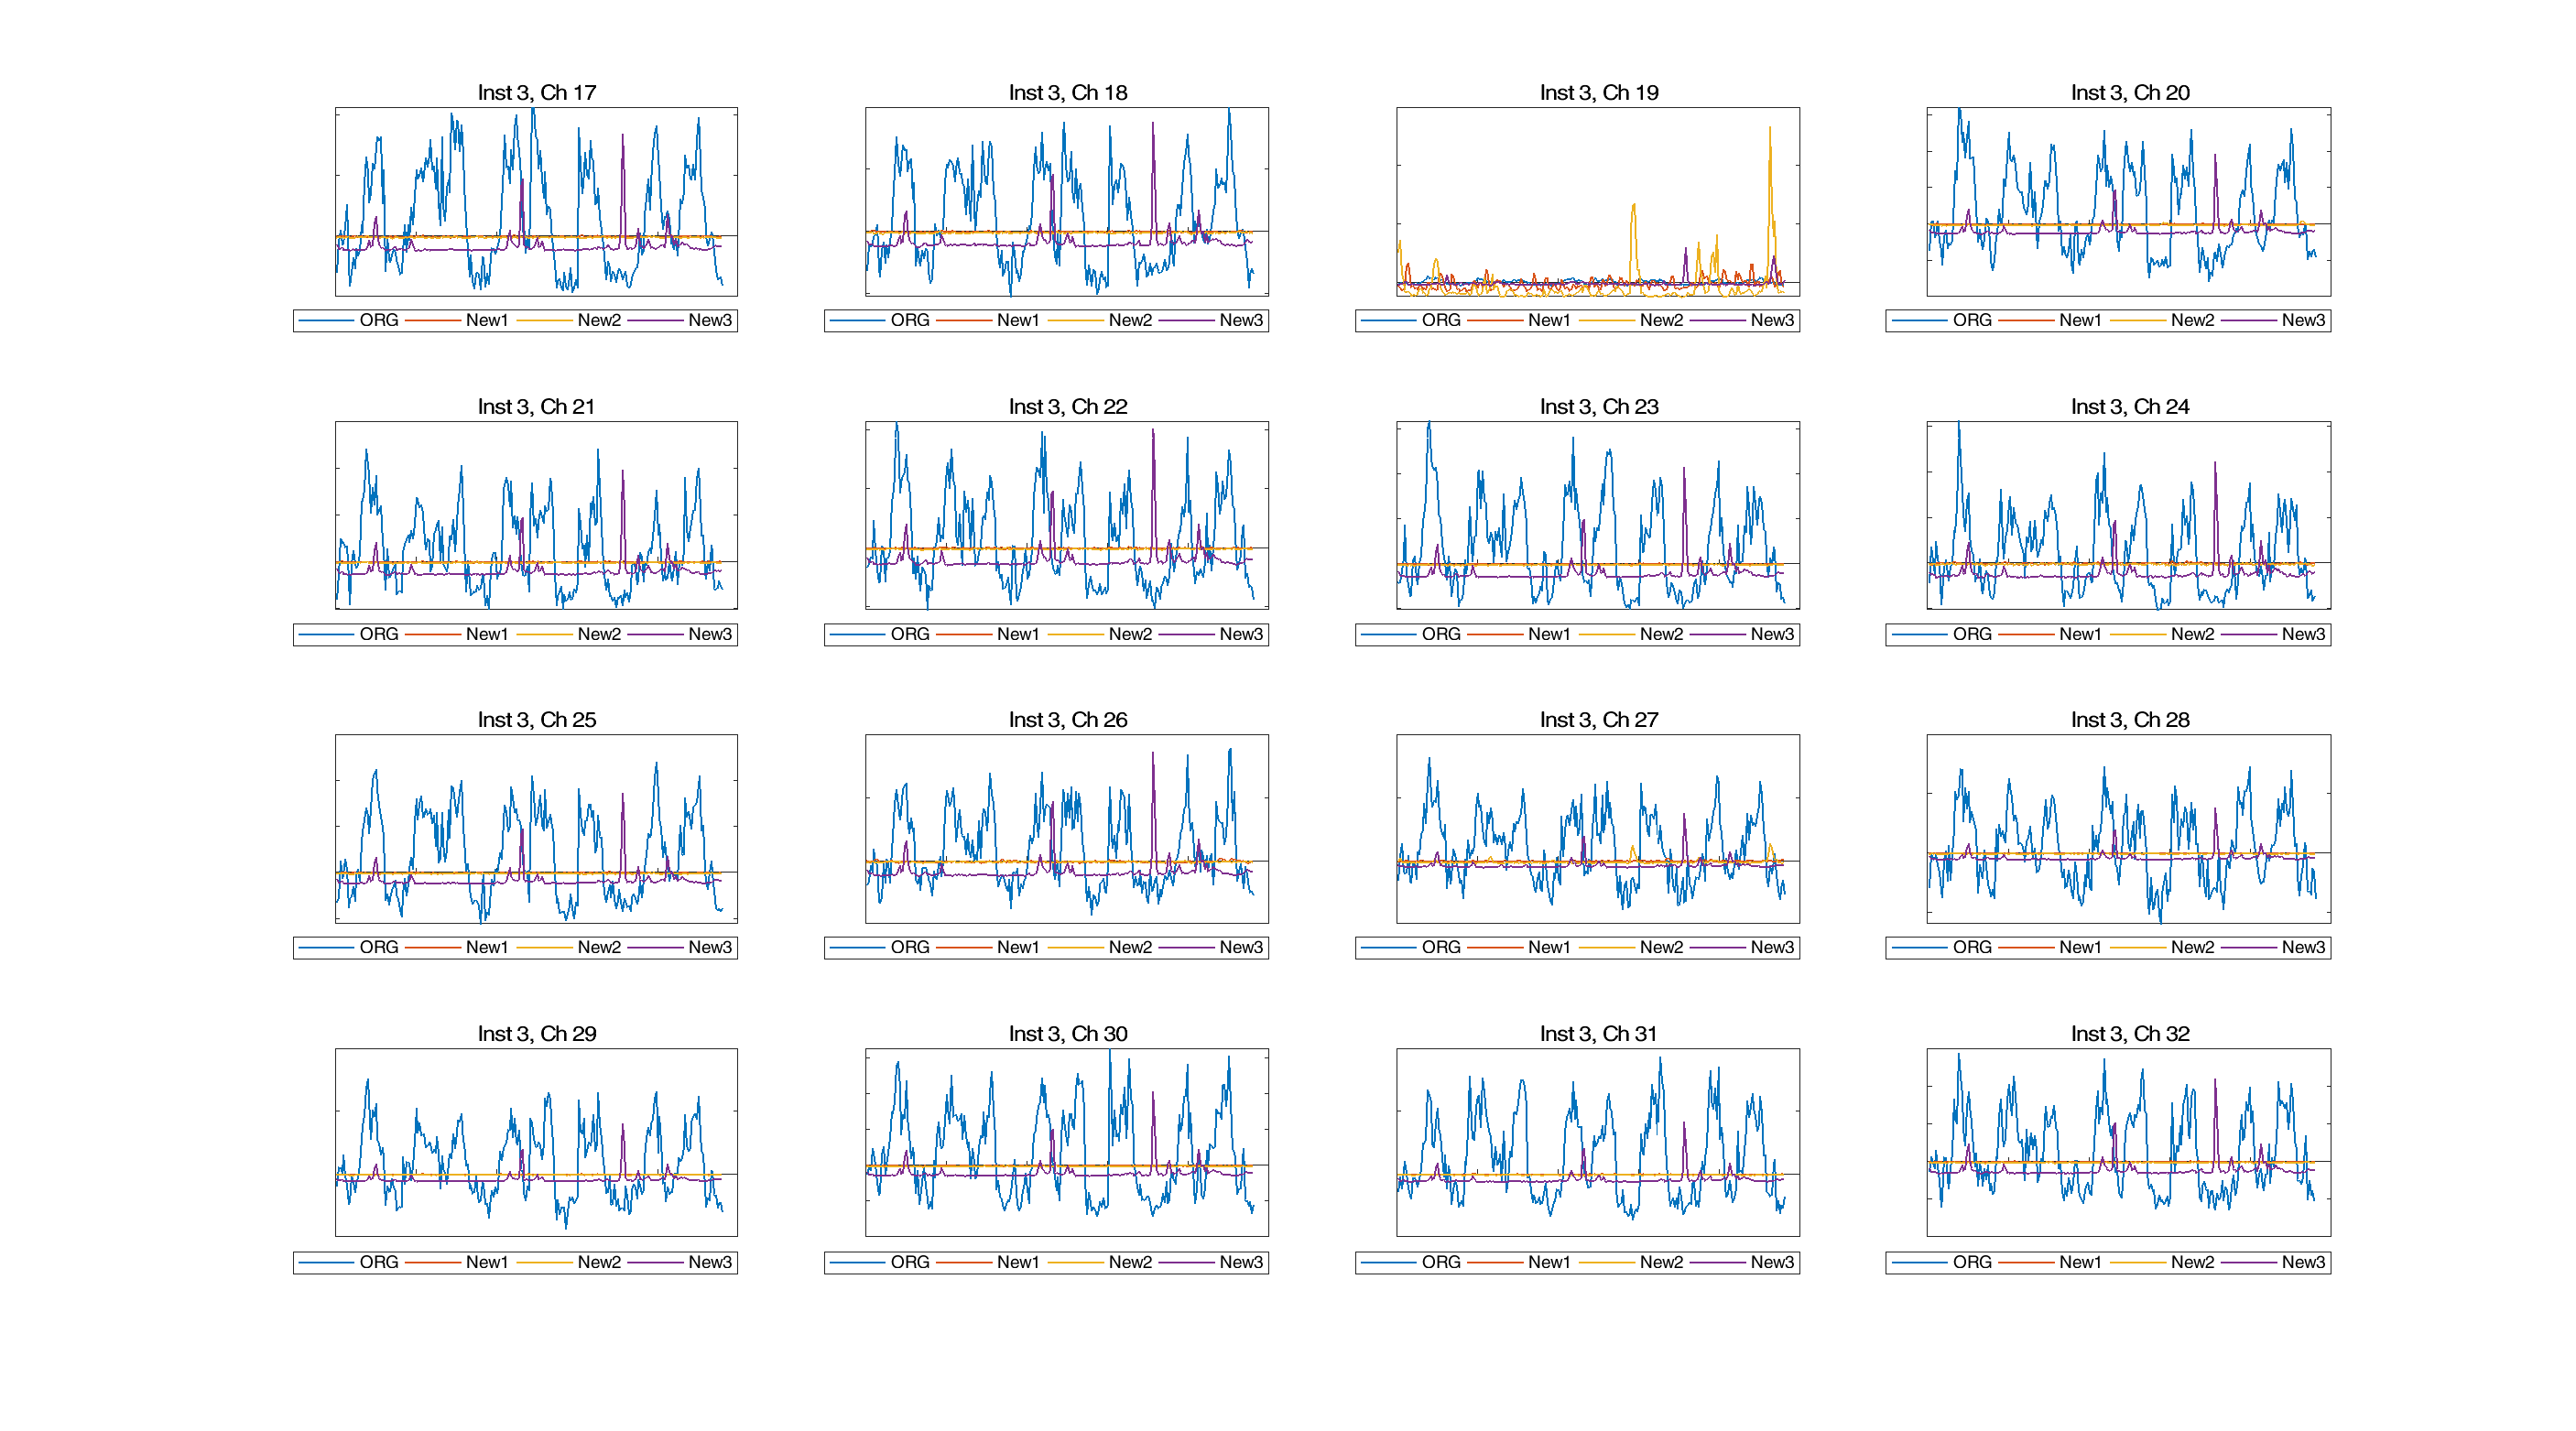 Inst 3, Ch 17
Inst 3, Ch 18
Inst 3, Ch 19
Inst 3, Ch 20
ORG New1 New2 New3
ORG New1 New2 New3
ORG New1 New2 New3
ORG New1 New2 New3
Inst 3, Ch 21
Inst 3, Ch 22
Inst 3, Ch 23
Inst 3, Ch 24
ORG New1 New2 New3
ORG New1 New2 New3
ORG New1 New2 New3
ORG New1 New2 New3
Inst 3, Ch 25
Inst 3, Ch 26
Inst 3, Ch 27
Inst 3, Ch 28
ORG New1 New2 New3
ORG New1 New2 New3
ORG New1 New2 New3
ORG New1 New2 New3
Inst 3, Ch 29
Inst 3, Ch 30
Inst 3, Ch 31
Inst 3, Ch 32
ORG New1 New2 New3
ORG New1 New2 New3
ORG New1 New2 New3
ORG New1 New2 New3